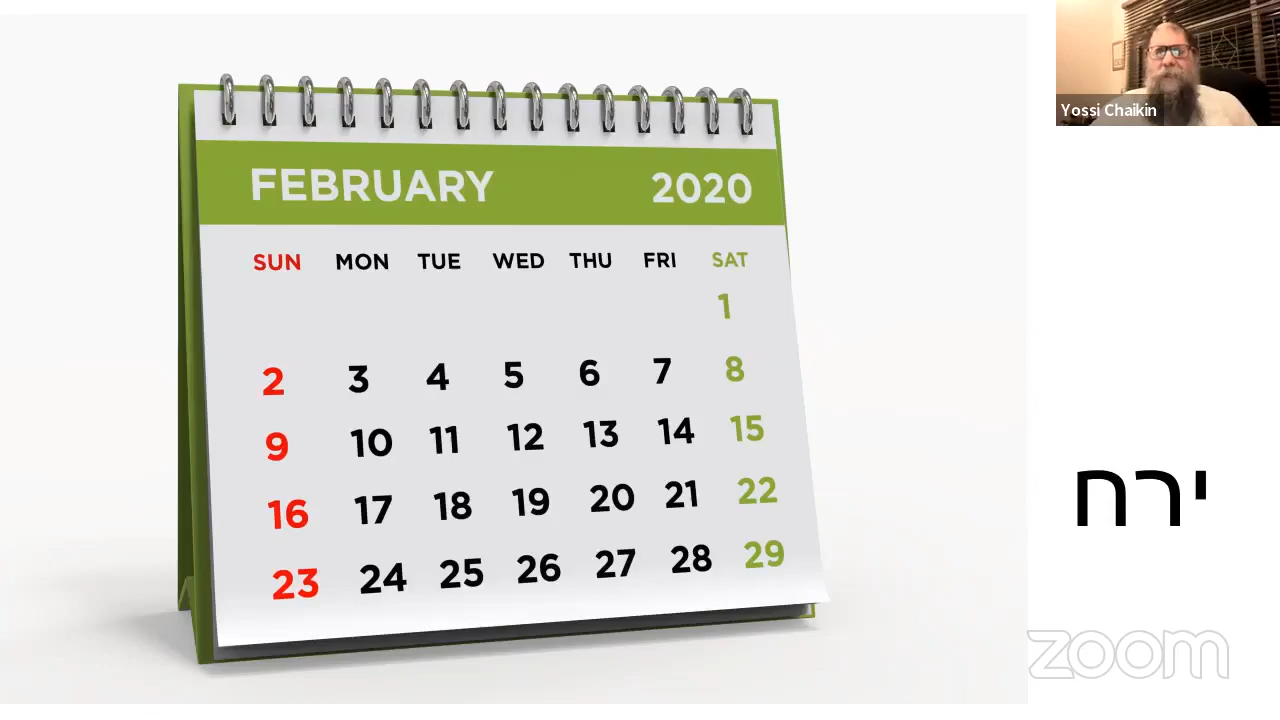 Yossi Chaikin
FEBRUARY 2020
SUN MON TUE WED THU FRI SAT
1
2 3 4 5 6 7 8
9 10 11 12 13 14 15
16 17 18 19 20 21 22
23 24 25 26 27 28 29
ירח
zoom